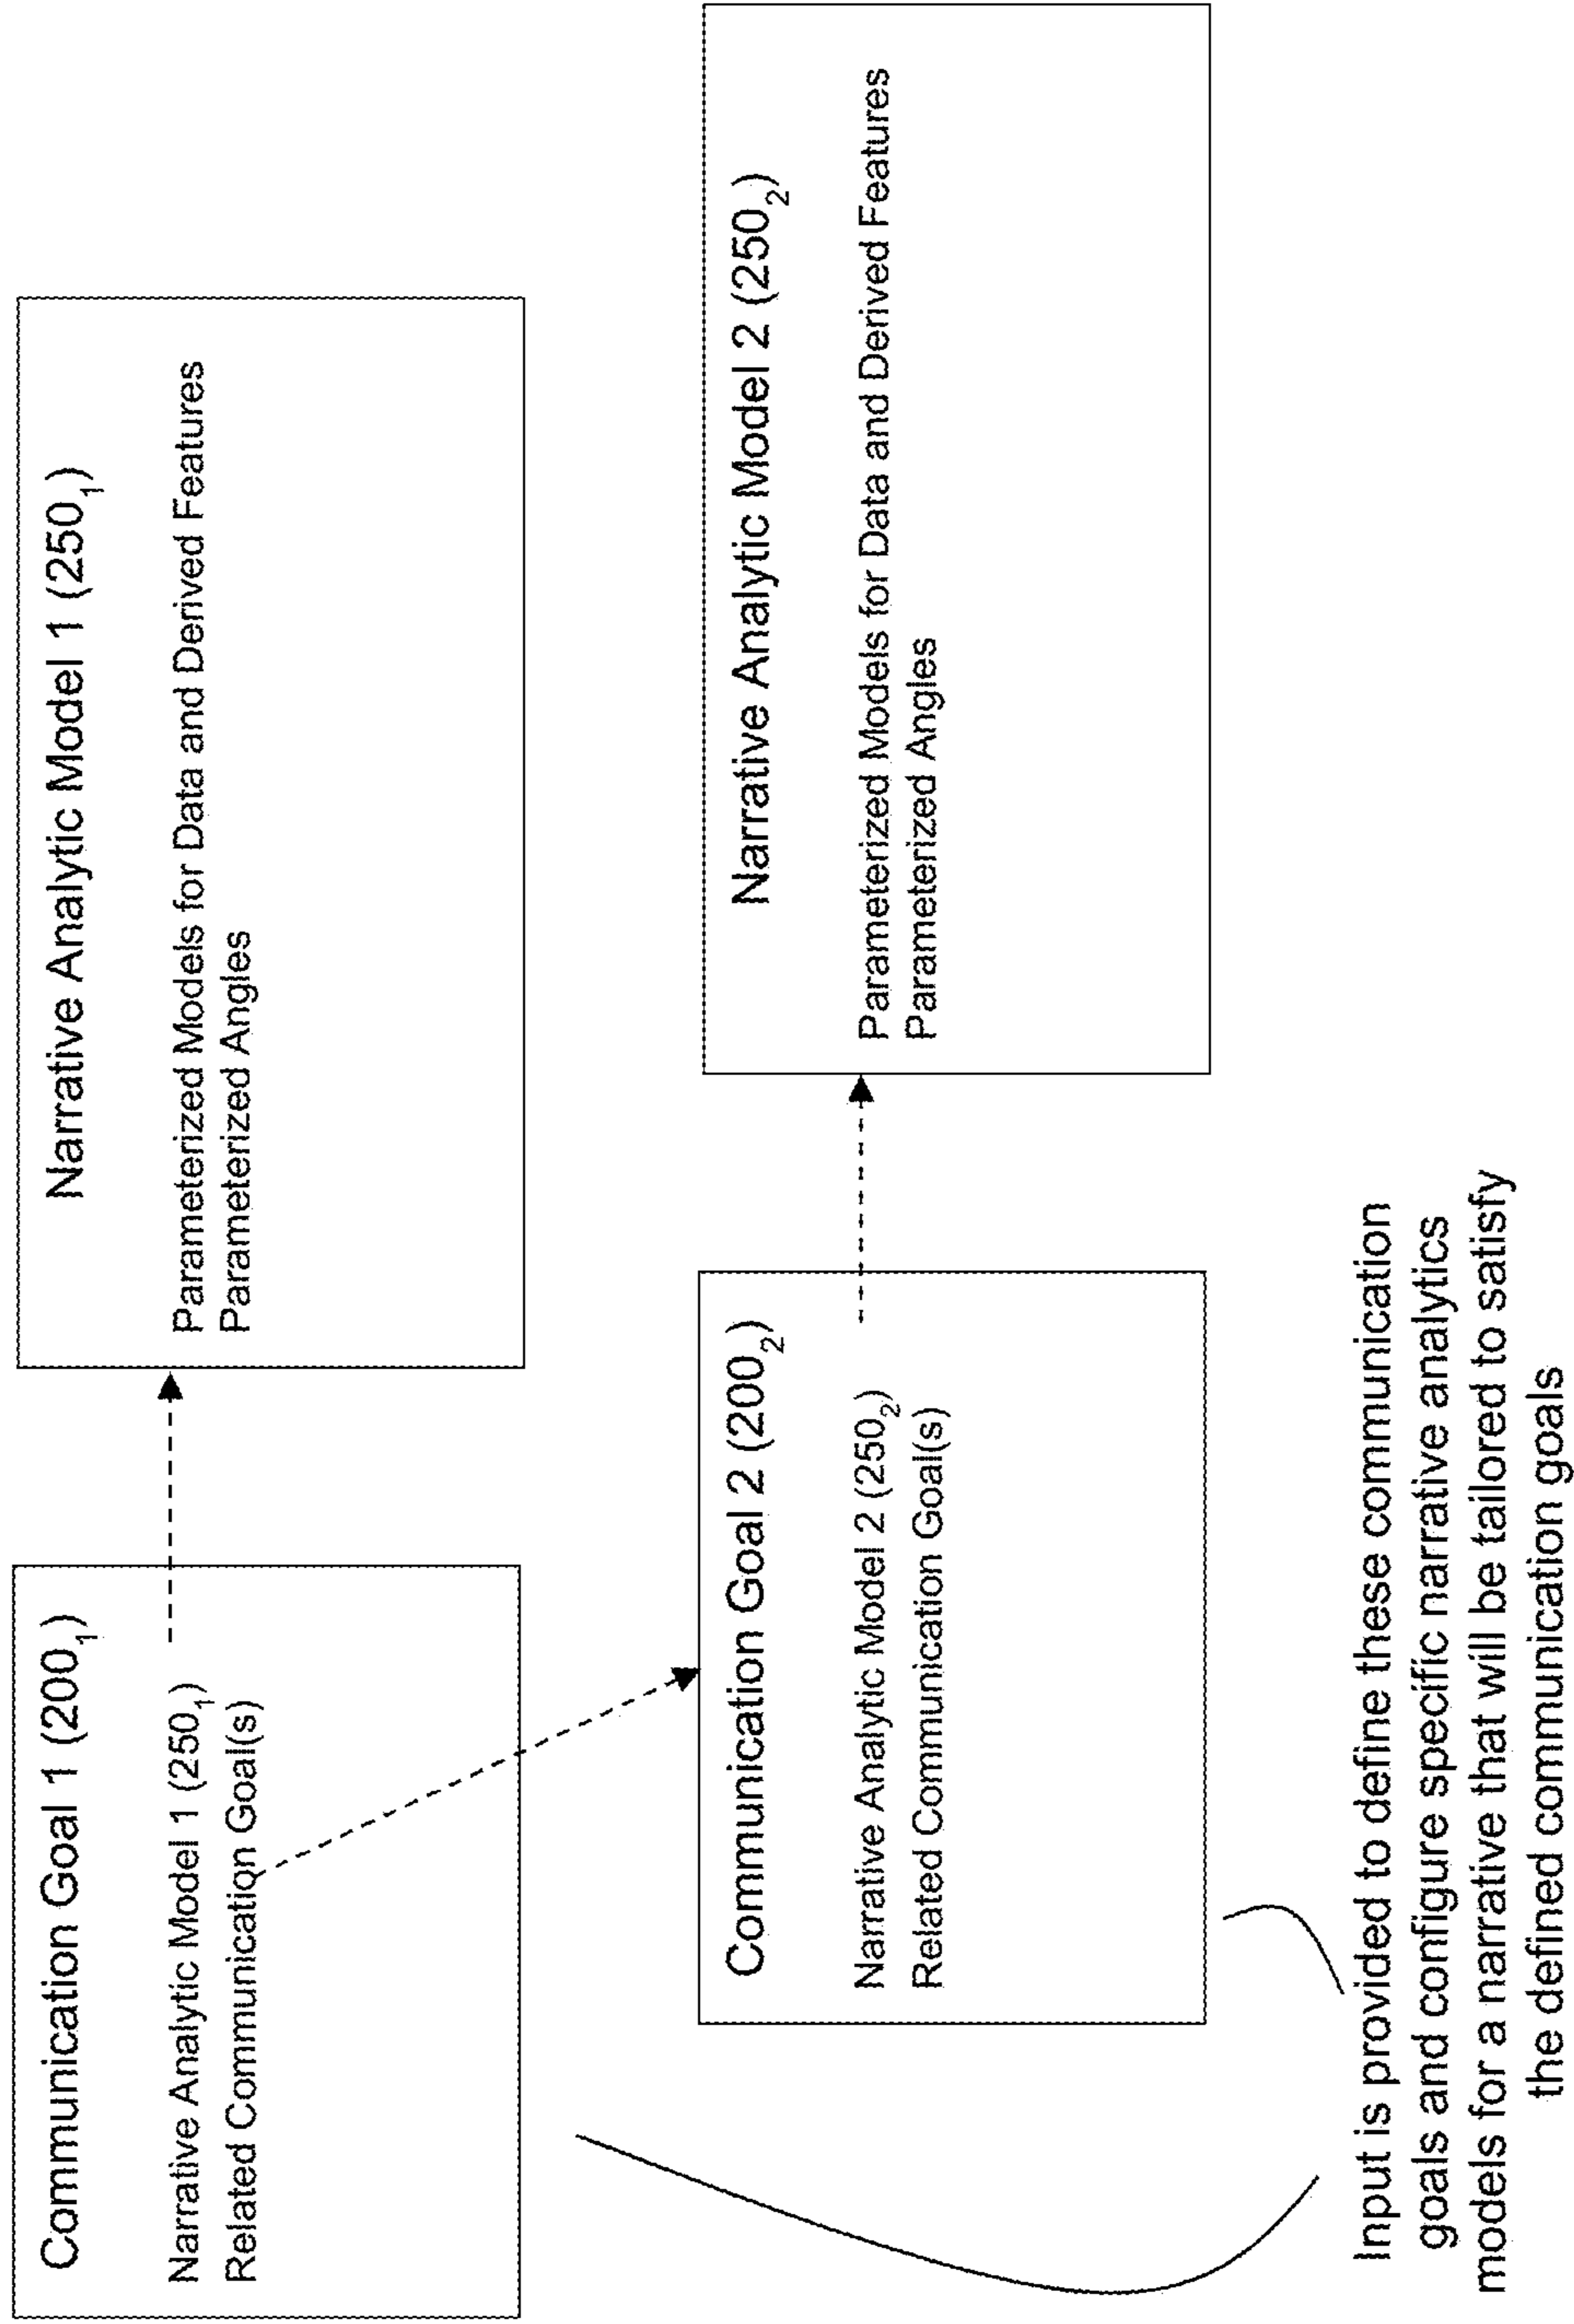 Communication Goal 1 (200₁)
Narrative Analytic Model 1 (250₁)
Related Communication Goal(s)
Narrative Analytic Model 1 (250₁)
Parameterized Models for Data and Derived Features
Parameterized Angles
Communication Goal 2 (200₂)
Narrative Analytic Model 2 (250₂)
Related Communication Goal(s)
Narrative Analytic Model 2 (250₂)
Parameterized Models for Data and Derived Features
Parameterized Angles
Input is provided to define these communication
goals and configure specific narrative analytics
models for a narrative that will be tailored to satisfy
the defined communication goals